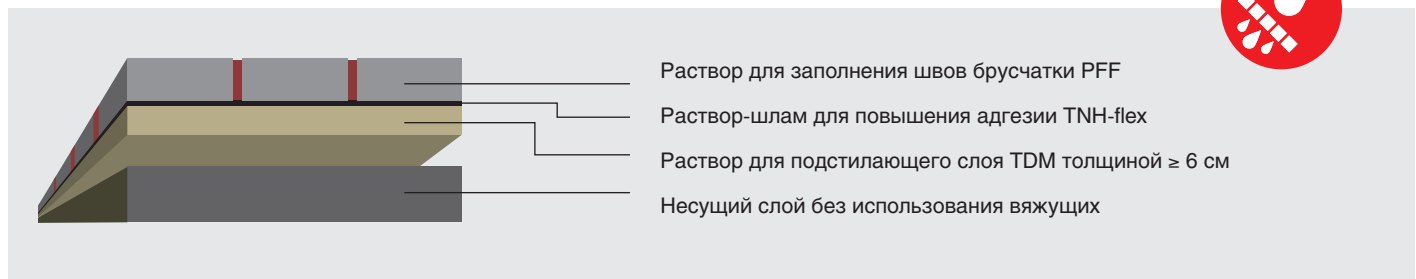 Раствор для заполнения швов брусчатки PFF
Раствор-шлам для повышения адгезии TNH-flex
Раствор для подстилающего слоя TDM толщиной ≥ 6 см
Несущий слой без использования вяжущих